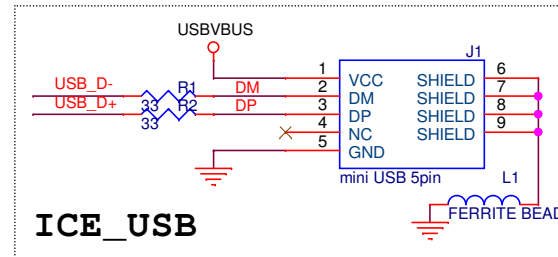 USBVBUS
J1
USB_D-
R1
DM
1
VCC
SHIELD
6
USB_D+
33
R2
DP
2
DM
SHIELD
7
33
3
DP
SHIELD
8
4
NC
SHIELD
9
5
GND
mini USB 5pin
L1
FERRITE BEAD
ICE_USB